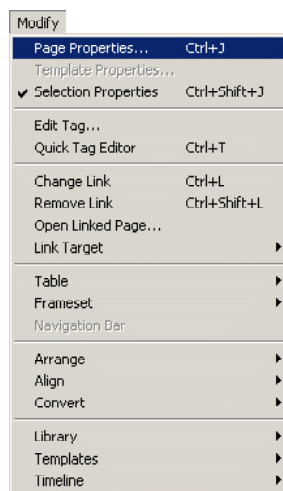 Modify
Page Properties... Ctrl+J
Template Properties...
Selection Properties Ctrl+Shift+J
Edit Tag...
Quick Tag Editor Ctrl+T
Change Link Ctrl+L
Remove Link Ctrl+Shift+L
Open Linked Page...
Link Target
Table
Frameset
Navigation Bar
Arrange
Align
Convert
Library
Templates
Timeline